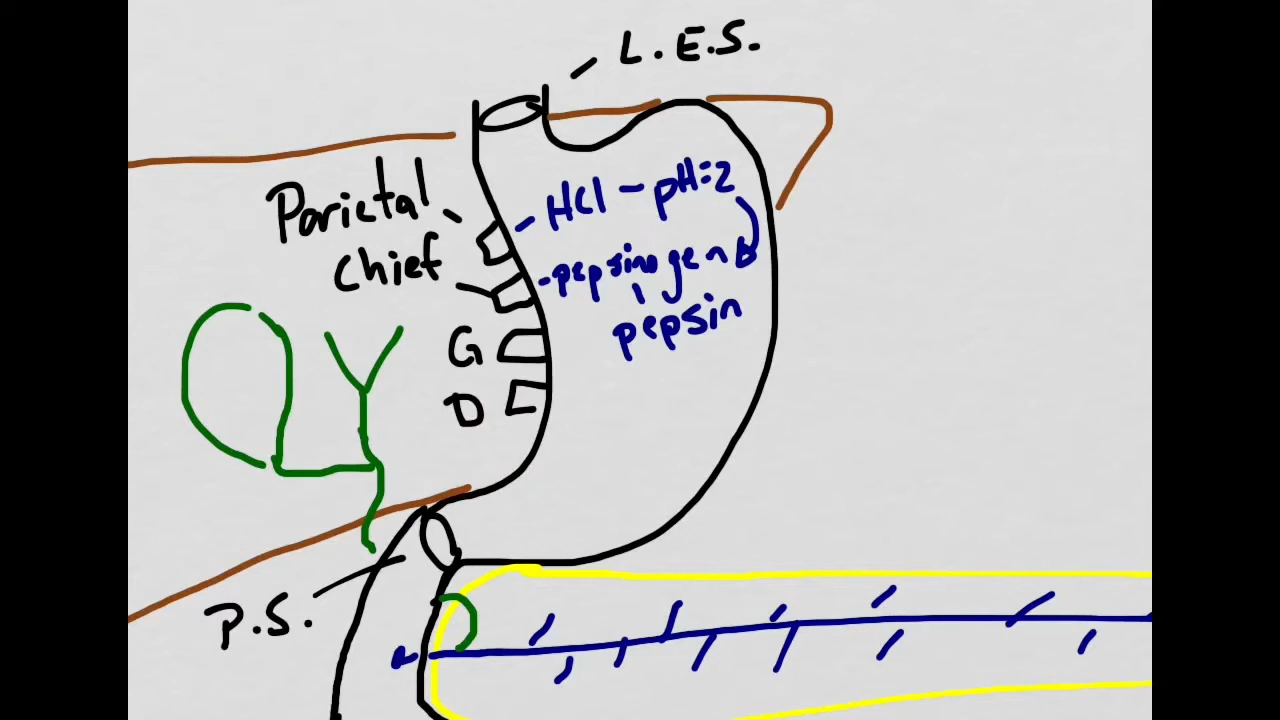 L.E.S.
Parietal
HCl - pH=2
Chief
pepsinogen
pepsin
G
D
P.S.